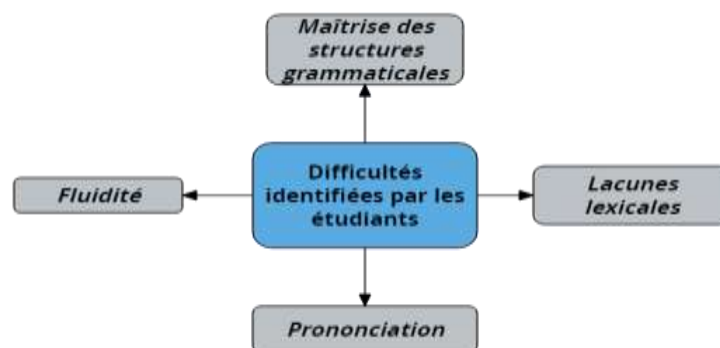 Maîtrise des
structures
grammaticales
Difficultés
identifiées par les
étudiants
Fluidité
Lacunes
lexicales
Prononciation